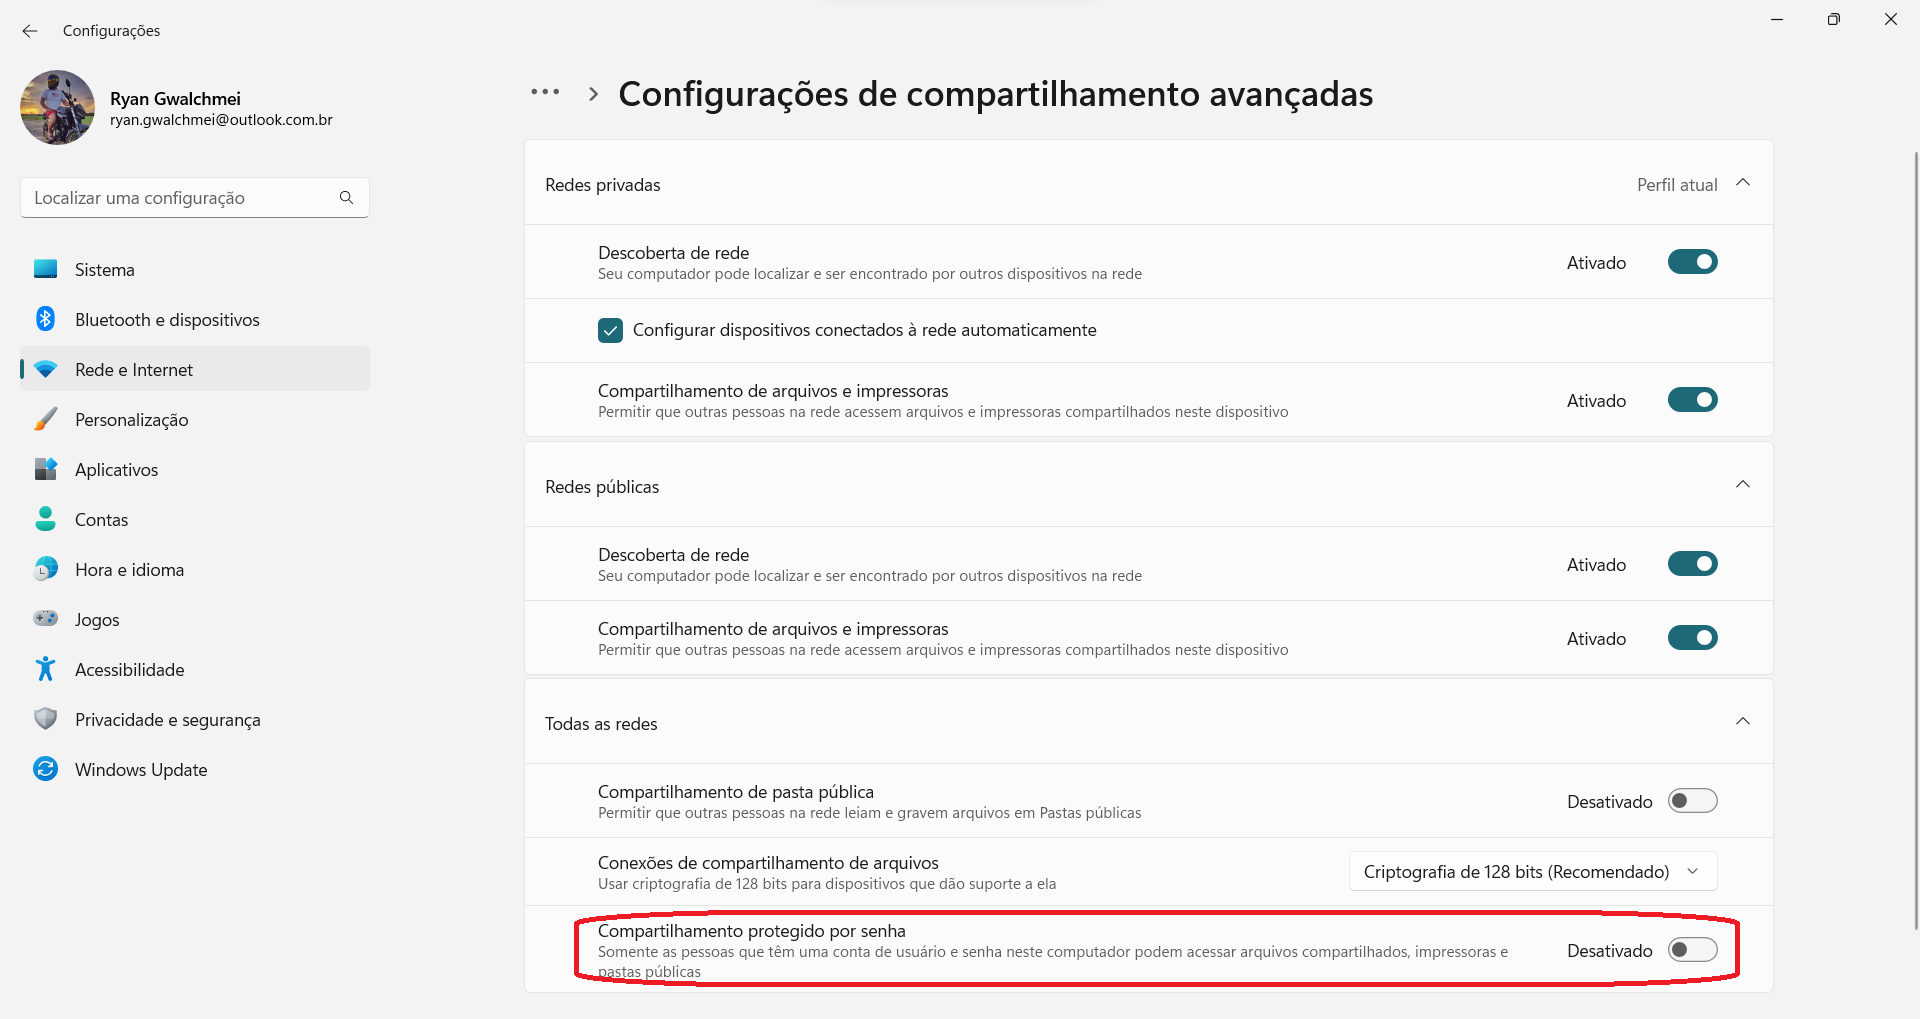 Configurações
Ryan Gwalchmei
ryan.gwalchmei@outlook.com.br
Localizar uma configuração
Sistema
Bluetooth e dispositivos
Rede e Internet
Personalização
Aplicativos
Contas
Hora e idioma
Jogos
Acessibilidade
Privacidade e segurança
Windows Update
Configurações de compartilhamento avançadas
Redes privadas
Perfil atual
Descoberta de rede
Seu computador pode localizar e ser encontrado por outros dispositivos na rede
Ativado
Configurar dispositivos conectados à rede automaticamente
Compartilhamento de arquivos e impressoras
Permitir que outras pessoas na rede acessem arquivos e impressoras compartilhados neste dispositivo
Ativado
Redes públicas
Descoberta de rede
Seu computador pode localizar e ser encontrado por outros dispositivos na rede
Ativado
Compartilhamento de arquivos e impressoras
Permitir que outras pessoas na rede acessem arquivos e impressoras compartilhados neste dispositivo
Ativado
Todas as redes
Compartilhamento de pasta pública
Permitir que outras pessoas na rede leiam e gravem arquivos em Pastas públicas
Desativado
Conexões de compartilhamento de arquivos
Usar criptografia de 128 bits para dispositivos que dão suporte a ela
Criptografia de 128 bits (Recomendado)
Compartilhamento protegido por senha
Somente as pessoas que têm uma conta de usuário e senha neste computador podem acessar arquivos compartilhados, impressoras e
pastas públicas
Desativado